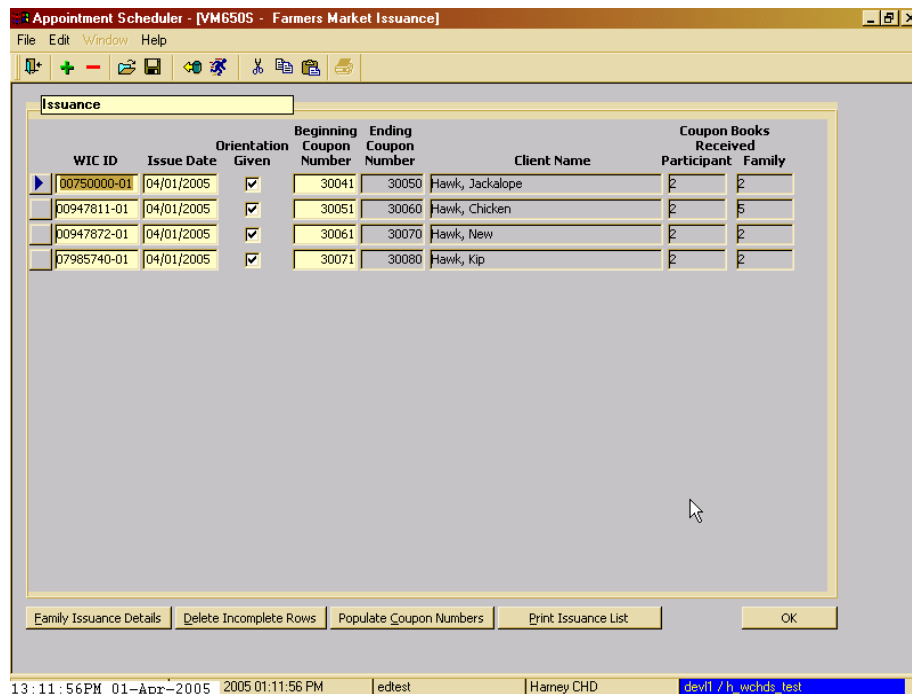 Appointment Scheduler - [VM650S - Farmers Market Issuance]
File Edit Window Help
Issuance
WIC ID Issue Date Orientation Given Beginning Coupon Number Ending Coupon Number Client Name Coupon Books Received Participant Family
00750000-01 04/01/2005 30041 30050 Hawk, Jackalope 2 2
00947811-01 04/01/2005 30051 30060 Hawk, Chicken 2 5
00947872-01 04/01/2005 30061 30070 Hawk, New 2 2
07985740-01 04/01/2005 30071 30080 Hawk, Kip 2 2
Family Issuance Details Delete Incomplete Rows Populate Coupon Numbers Print Issuance List OK
13:11:56PM 01-Apr-2005 2005 01:11:56 PM edtest Harney CHD devl1 / h_wchds_test